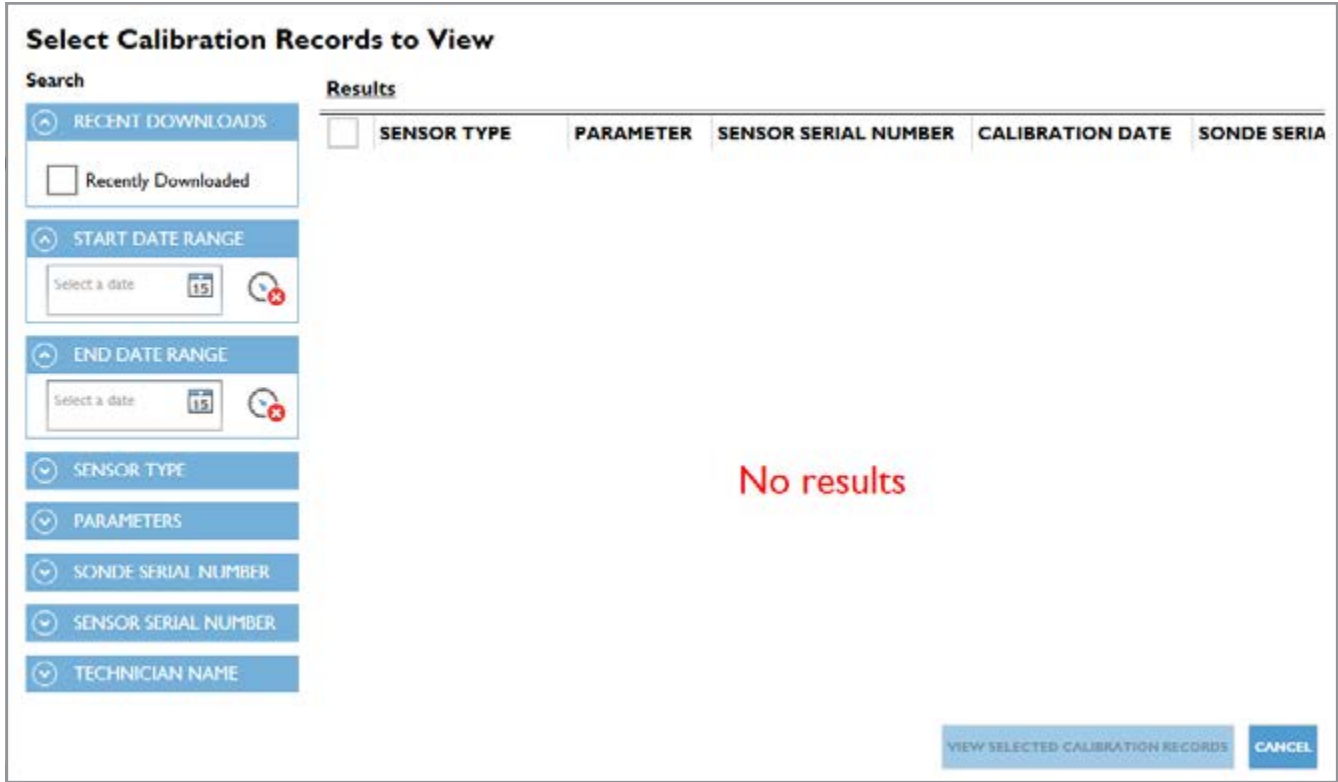 Select Calibration Records to View
Search
RECENT DOWNLOADS
Recently Downloaded
START DATE RANGE
Select a date 15
END DATE RANGE
Select a date 15
SENSOR TYPE
PARAMETERS
SONDE SERIAL NUMBER
SENSOR SERIAL NUMBER
TECHNICIAN NAME
Results
SENSOR TYPE PARAMETER SENSOR SERIAL NUMBER CALIBRATION DATE SONDE SERIA
No results
VIEW SELECTED CALIBRATION RECORDS CANCEL